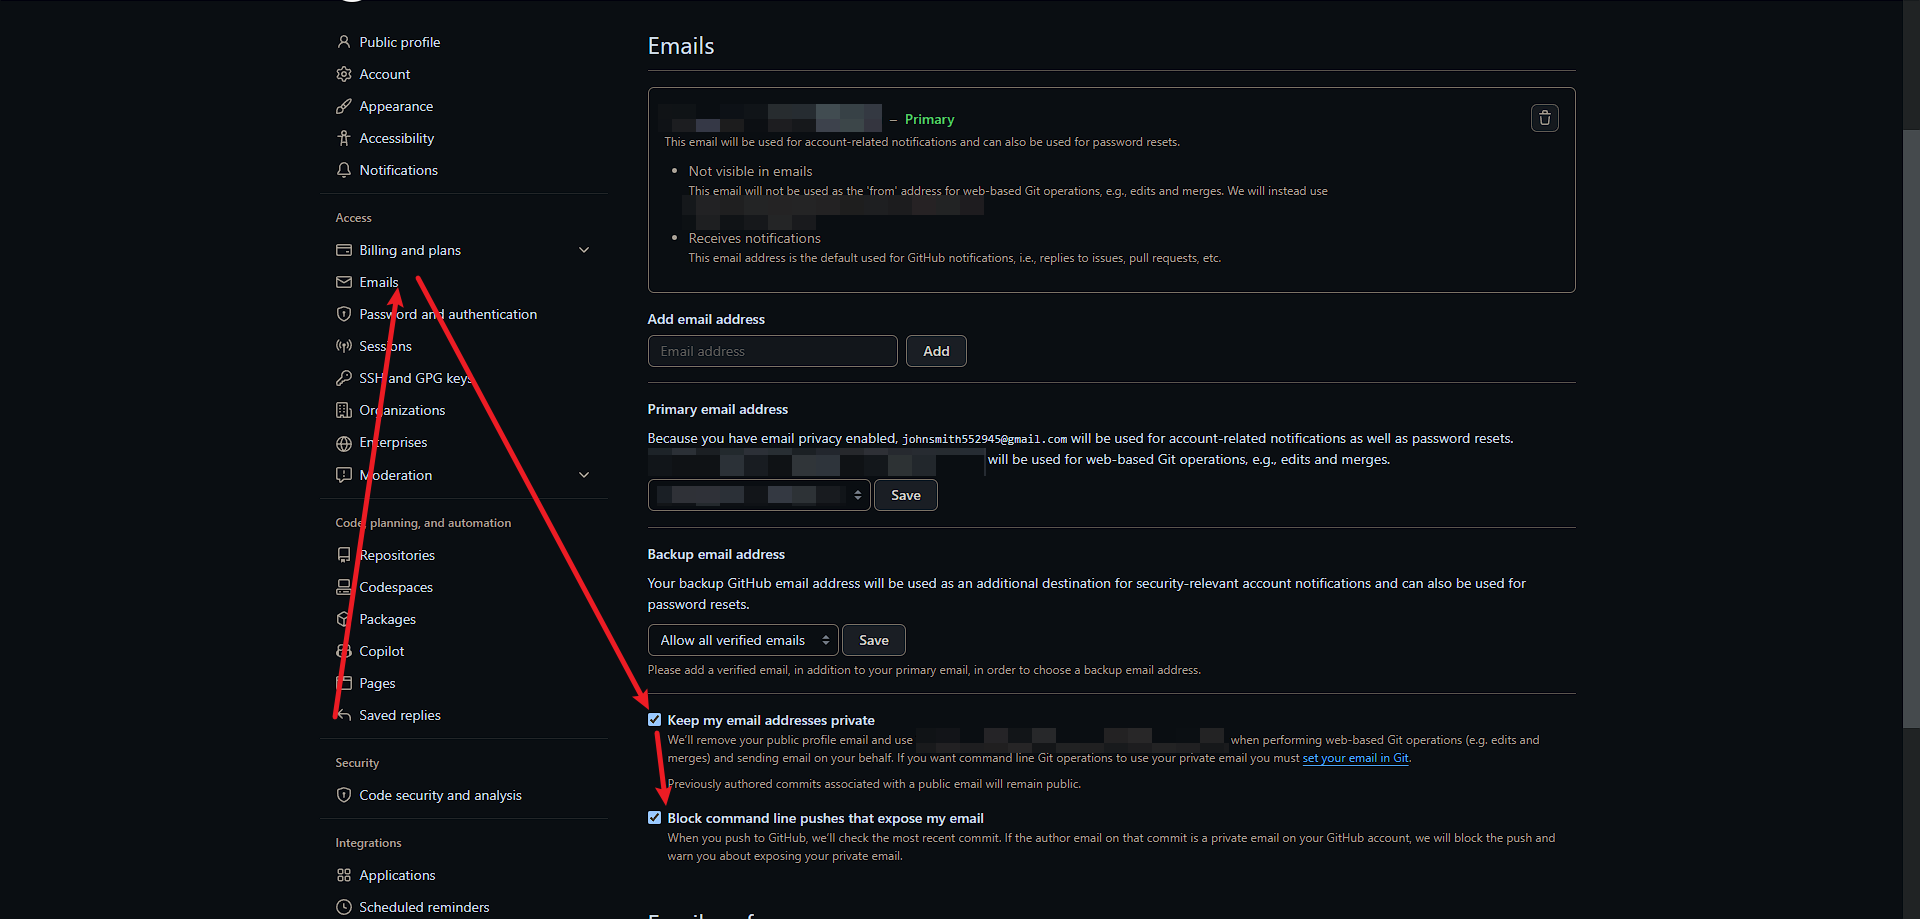 Public profile
Account
Appearance
Accessibility
Notifications
Access
Billing and plans
Emails
Password and authentication
Sessions
SSH and GPG keys
Organizations
Enterprises
Moderation
Code, planning, and automation
Repositories
Codespaces
Packages
Copilot
Pages
Saved replies
Security
Code security and analysis
Integrations
Applications
Scheduled reminders
Emails
– Primary
This email will be used for account-related notifications and can also be used for password resets.
• Not visible in emails
This email will not be used as the 'from' address for web-based Git operations, e.g., edits and merges. We will instead use
• Receives notifications
This email address is the default used for GitHub notifications, i.e., replies to issues, pull requests, etc.
Add email address
Email address
Add
Primary email address
Because you have email privacy enabled, johnsmith552945@gmail.com will be used for account-related notifications as well as password resets.
will be used for web-based Git operations, e.g., edits and merges.
Save
Backup email address
Your backup GitHub email address will be used as an additional destination for security-relevant account notifications and can also be used for
password resets.
Allow all verified emails
Save
Please add a verified email, in addition to your primary email, in order to choose a backup email address.
Keep my email addresses private
We'll remove your public profile email and use when performing web-based Git operations (e.g. edits and
merges) and sending email on your behalf. If you want command line Git operations to use your private email you must set your email in Git.
Previously authored commits associated with a public email will remain public.
Block command line pushes that expose my email
When you push to GitHub, we'll check the most recent commit. If the author email on that commit is a private email on your GitHub account, we will block the push and
warn you about exposing your private email.